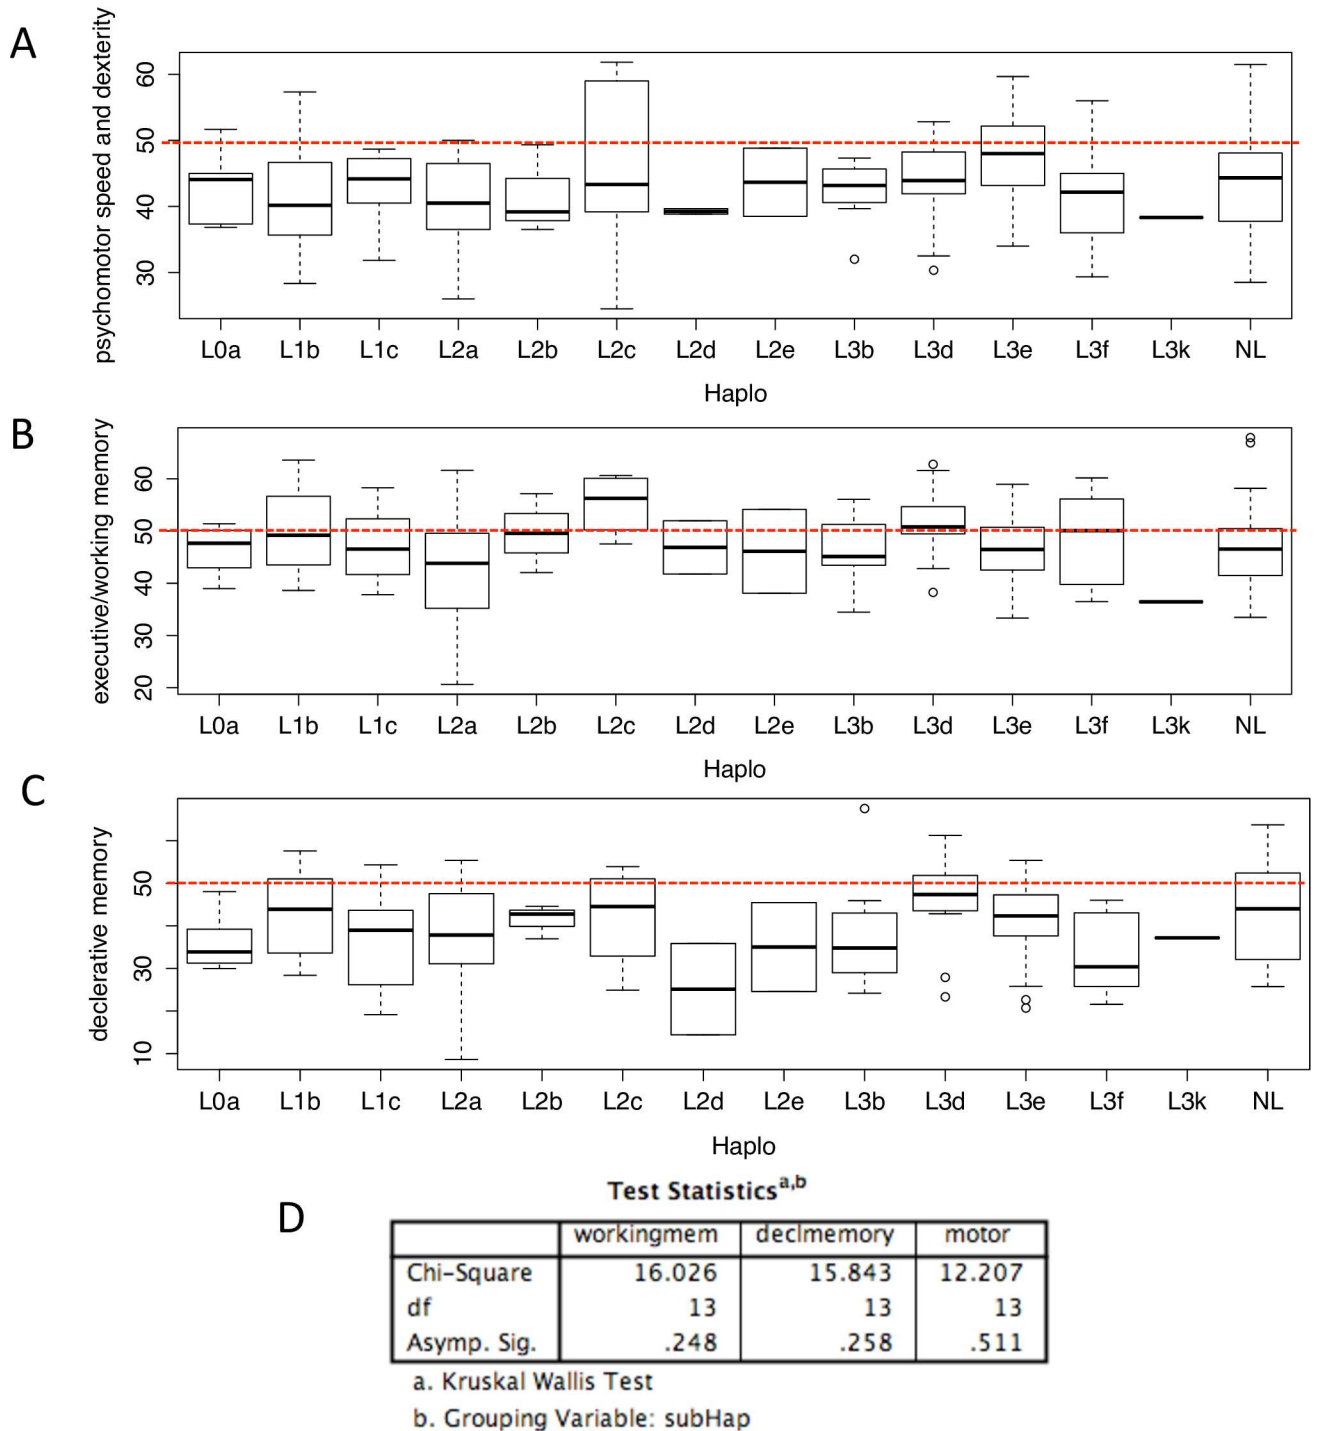 A
psychomotor speed and dexterity
60
50
40
30
L0a L1b L1c L2a L2b L2c L2d L2e L3b L3d L3e L3f L3k NL
Haplo
B
executive/working memory
60
50
40
30
20
L0a L1b L1c L2a L2b L2c L2d L2e L3b L3d L3e L3f L3k NL
Haplo
C
declerative memory
50
30
10
L0a L1b L1c L2a L2b L2c L2d L2e L3b L3d L3e L3f L3k NL
Haplo
D
Test Statisticsa,b
workingmem declmemory motor
Chi-Square 16.026 15.843 12.207
df 13 13 13
Asymp. Sig. .248 .258 .511
a. Kruskal Wallis Test
b. Grouping Variable: subHap